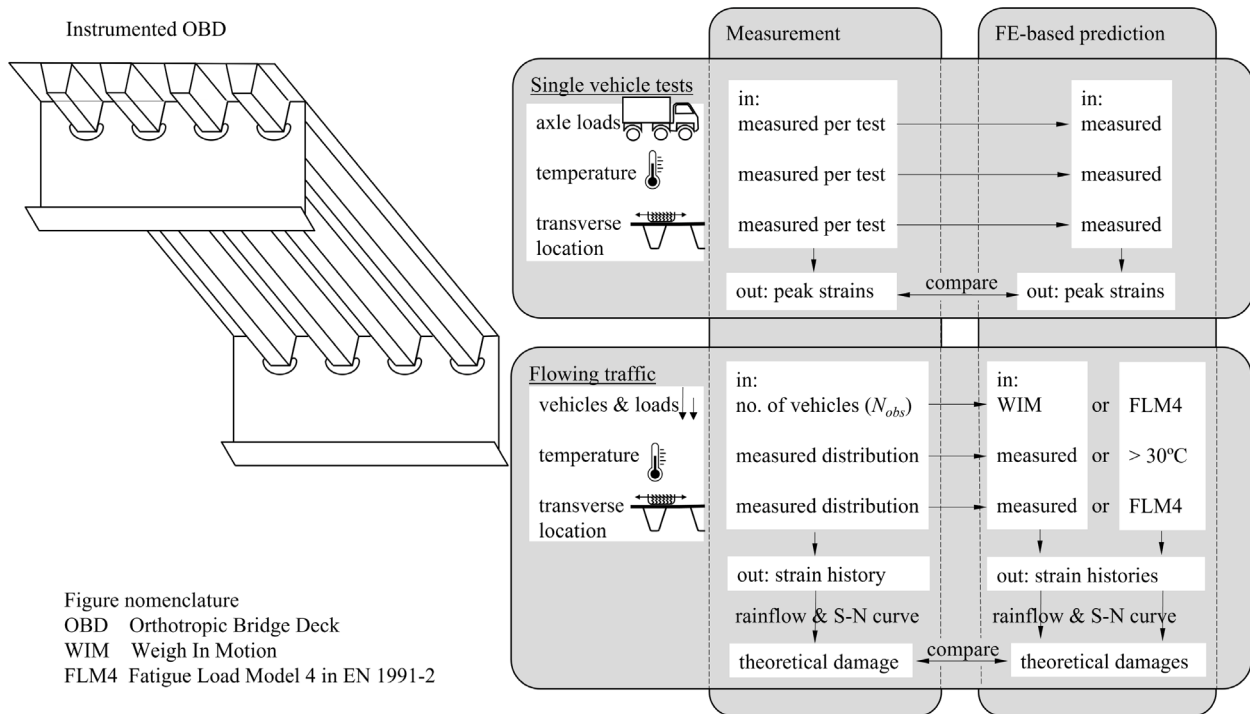 Instrumented OBD
Measurement
FE-based prediction
Single vehicle tests
in:
in:
axle loads
measured per test
measured
temperature
measured per test
measured
transverse
location
measured per test
measured
out: peak strains
compare
out: peak strains
Flowing traffic
in:
in:
vehicles & loads
no. of vehicles (N_obs)
WIM or FLM4
temperature
measured distribution
measured or > 30ºC
transverse
location
measured distribution
measured or FLM4
out: strain history
out: strain histories
rainflow & S-N curve
rainflow & S-N curve
theoretical damage
compare
theoretical damages
Figure nomenclature
OBD Orthotropic Bridge Deck
WIM Weigh In Motion
FLM4 Fatigue Load Model 4 in EN 1991-2